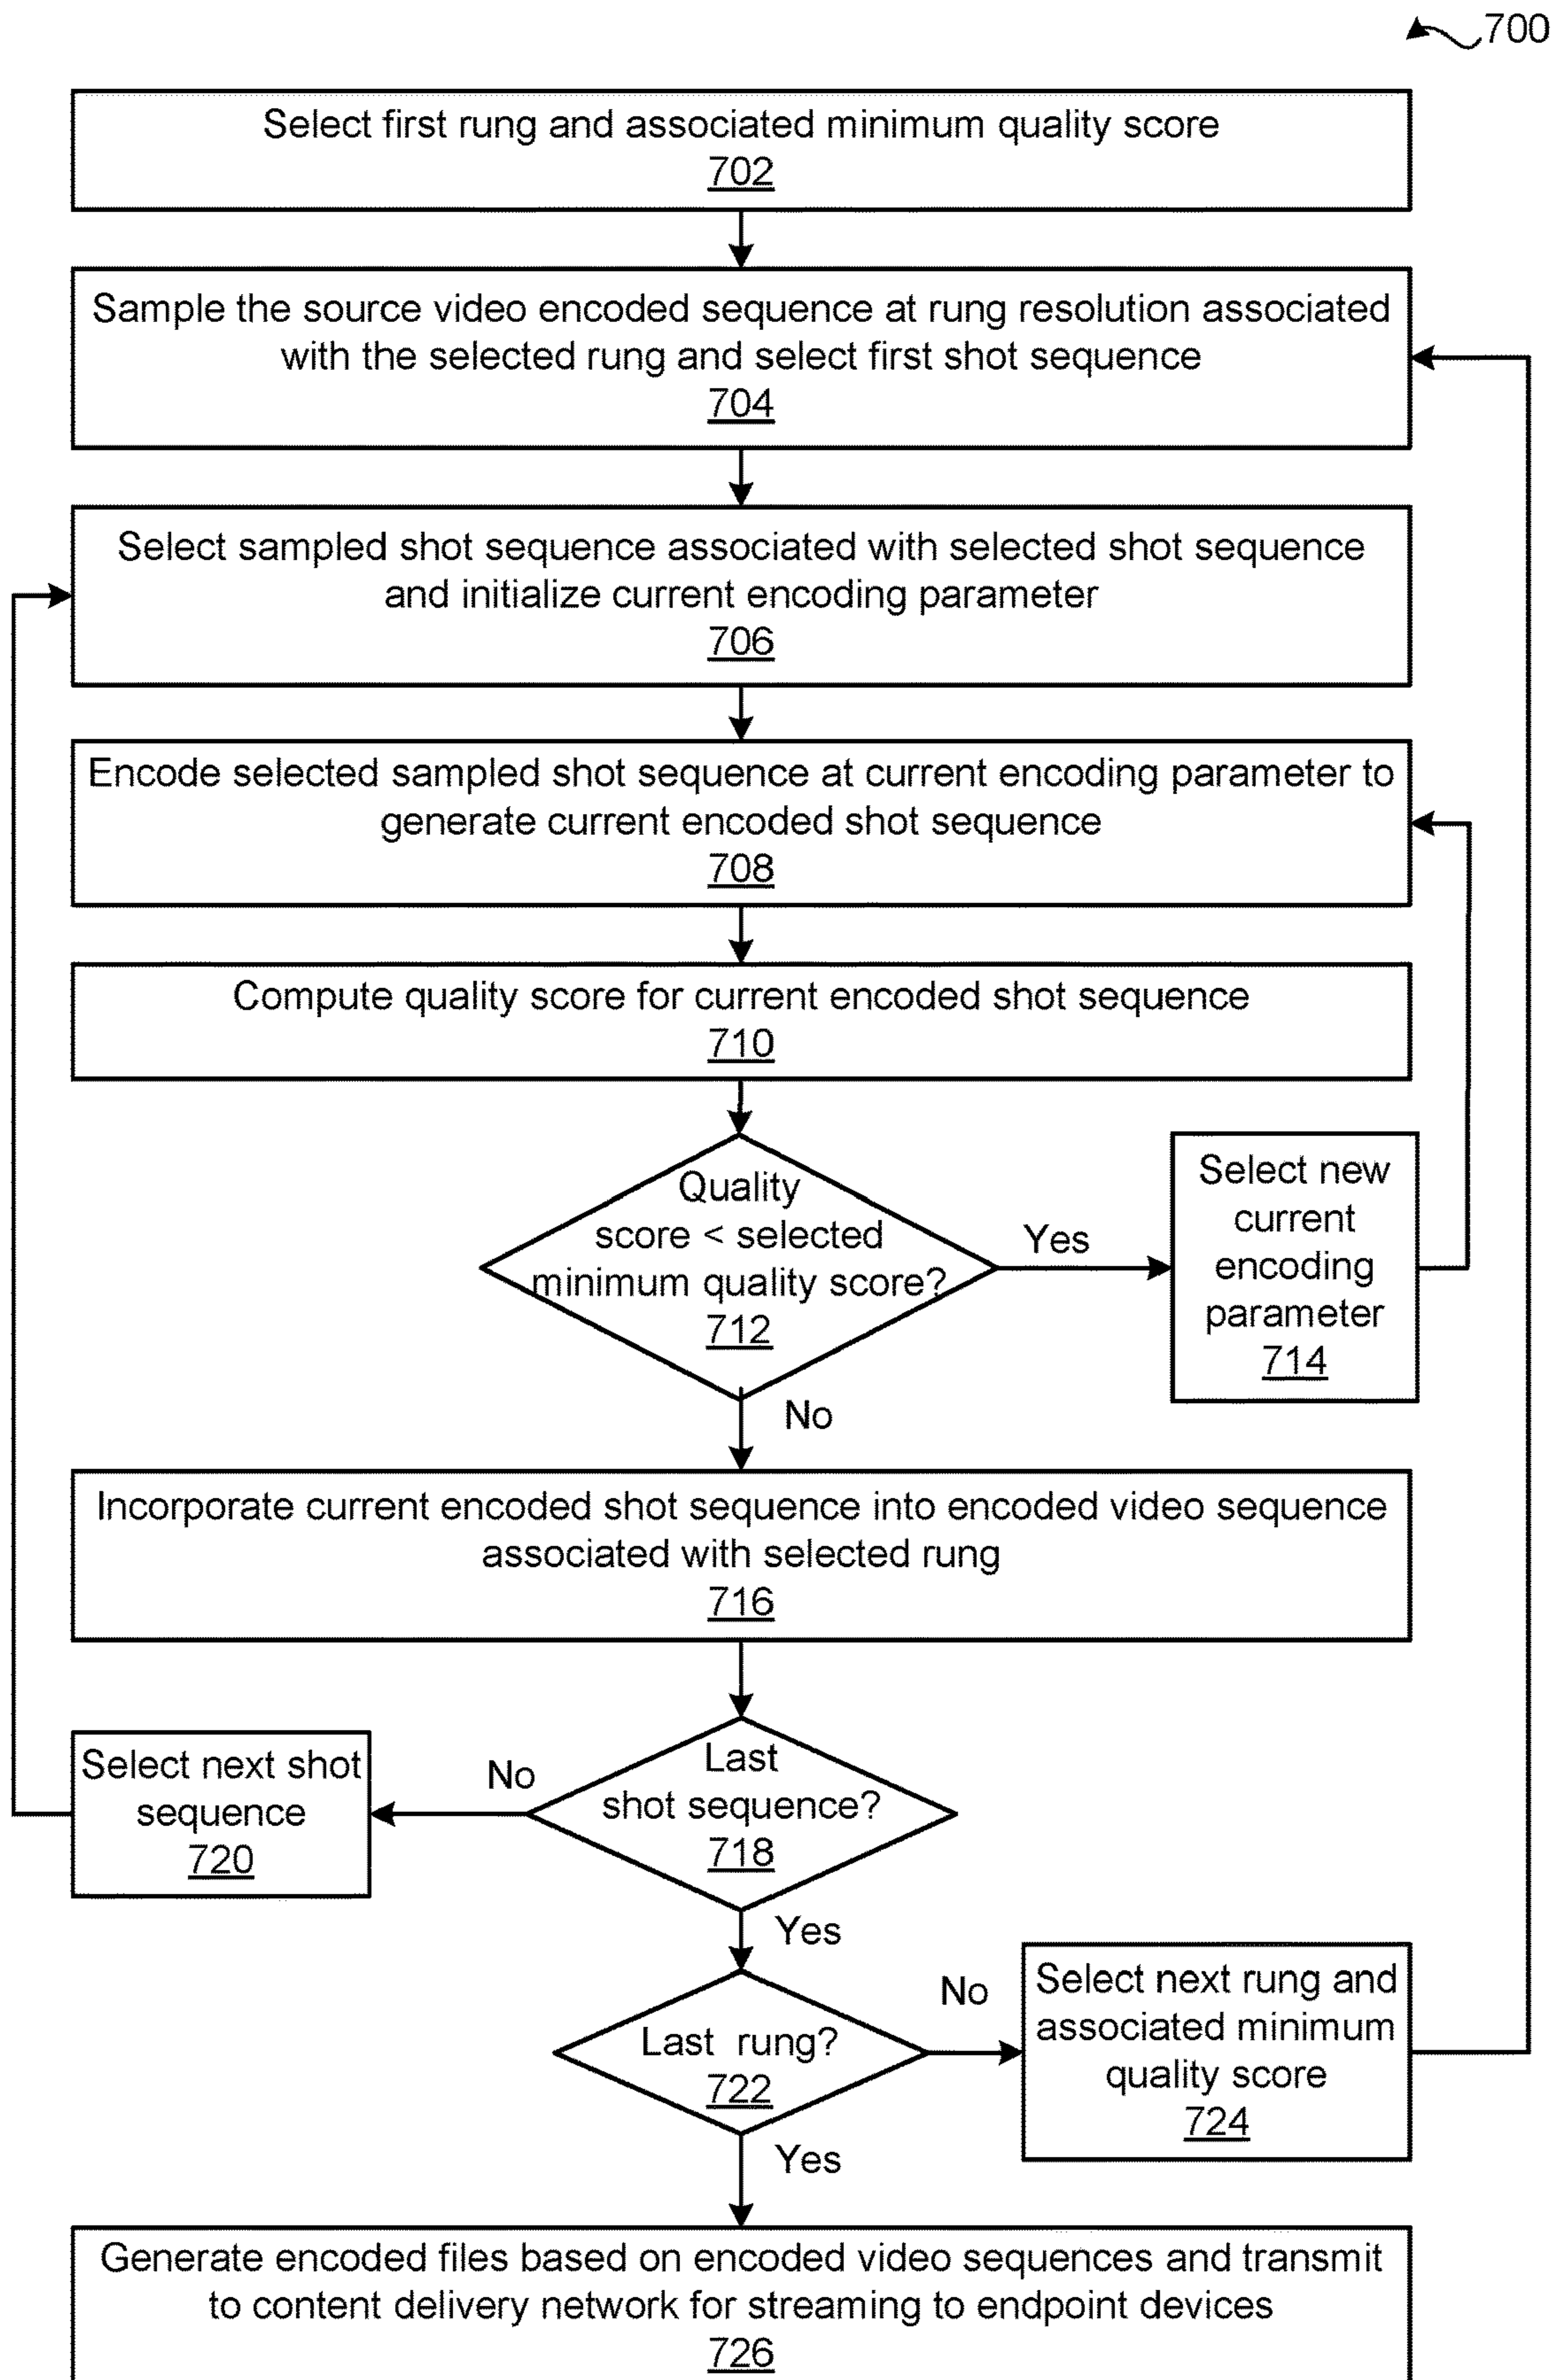 700
Select first rung and associated minimum quality score
702
Sample the source video encoded sequence at rung resolution associated
with the selected rung and select first shot sequence
704
Select sampled shot sequence associated with selected shot sequence
and initialize current encoding parameter
706
Encode selected sampled shot sequence at current encoding parameter to
generate current encoded shot sequence
708
Compute quality score for current encoded shot sequence
710
Quality
score < selected
minimum quality score?
712
Yes
Select new
current
encoding
parameter
714
No
Incorporate current encoded shot sequence into encoded video sequence
associated with selected rung
716
Last
shot sequence?
718
No
Select next shot
sequence
720
Yes
Last rung?
722
No
Select next rung and
associated minimum
quality score
724
Yes
Generate encoded files based on encoded video sequences and transmit
to content delivery network for streaming to endpoint devices
726